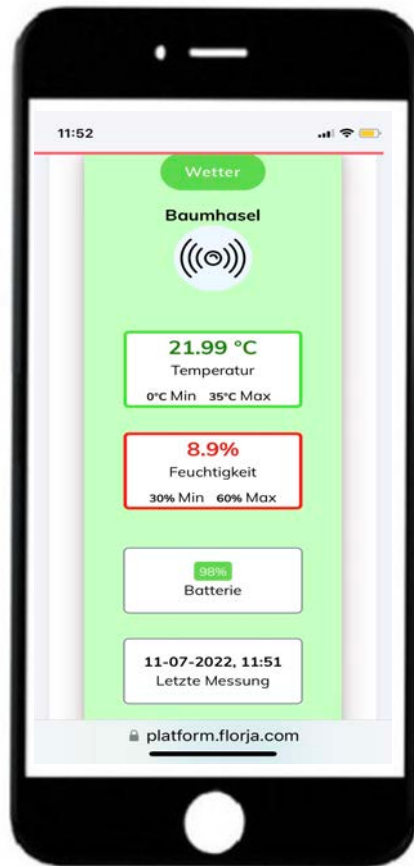 11:52
Wetter
Baumhasel
21.99 °C
Temperatur
0°C Min 35°C Max
8.9%
Feuchtigkeit
30% Min 60% Max
98%
Batterie
11-07-2022, 11:51
Letzte Messung
platform.florja.com